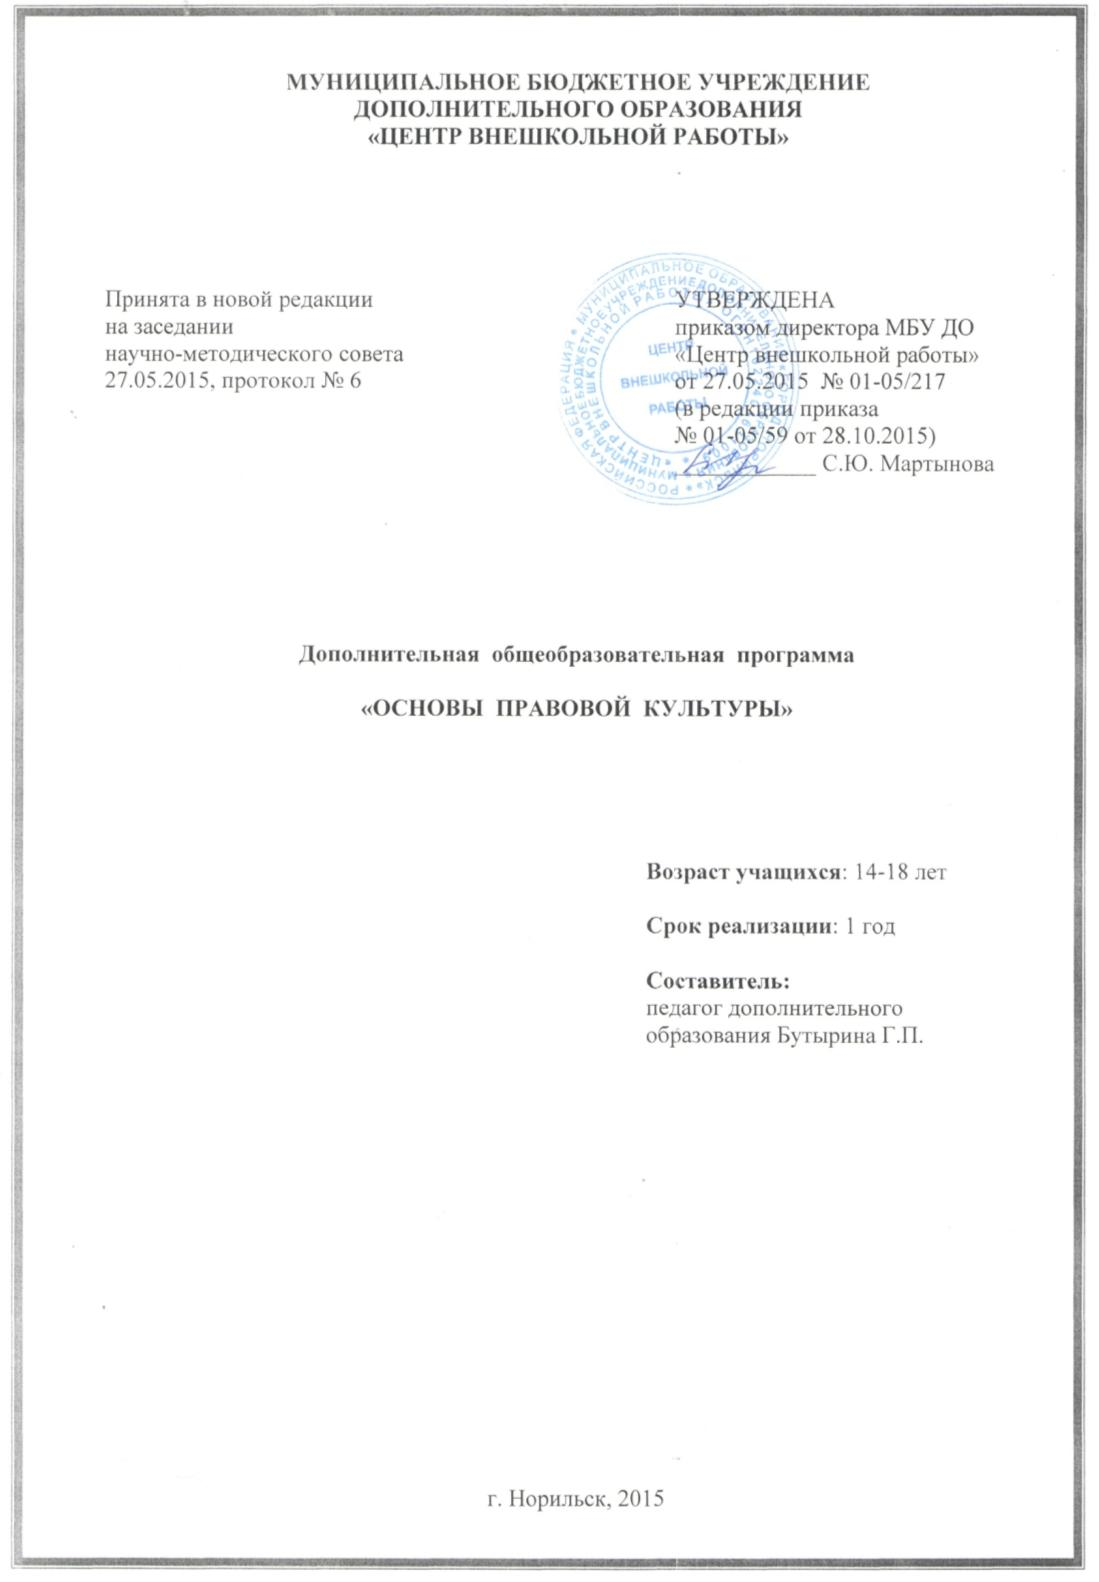 МУНИЦИПАЛЬНОЕ БЮДЖЕТНОЕ УЧРЕЖДЕНИЕ
ДОПОЛНИТЕЛЬНОГО ОБРАЗОВАНИЯ
«ЦЕНТР ВНЕШКОЛЬНОЙ РАБОТЫ»
Принята в новой редакции
на заседании
научно-методического совета
27.05.2015, протокол № 6
УТВЕРЖДЕНА
приказом директора МБУ ДО
«Центр внешкольной работы»
от 27.05.2015 № 01-05/217
(в редакции приказа
№ 01-05/59 от 28.10.2015)
С.Ю. Мартынова
ЦЕНТР
ВНЕШКОЛЬНОЙ
РАБОТЫ
Дополнительная общеобразовательная программа
«ОСНОВЫ ПРАВОВОЙ КУЛЬТУРЫ»
Возраст учащихся: 14-18 лет
Срок реализации: 1 год
Составитель:
педагог дополнительного
образования Бутырина Г.П.
г. Норильск, 2015